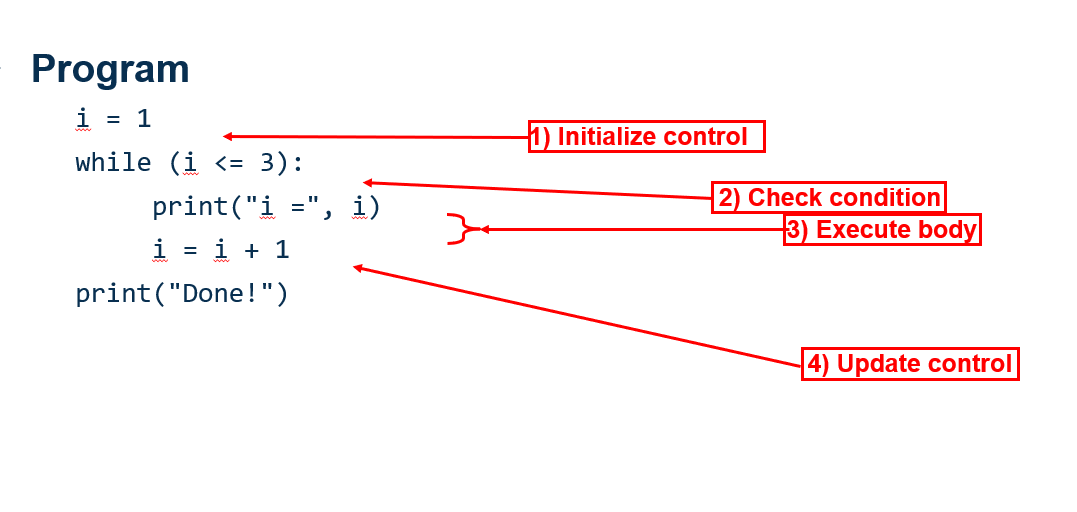 Program
i = 1
1) Initialize control
while (i <= 3):
2) Check condition
print("i =", i)
3) Execute body
i = i + 1
print("Done!")
4) Update control